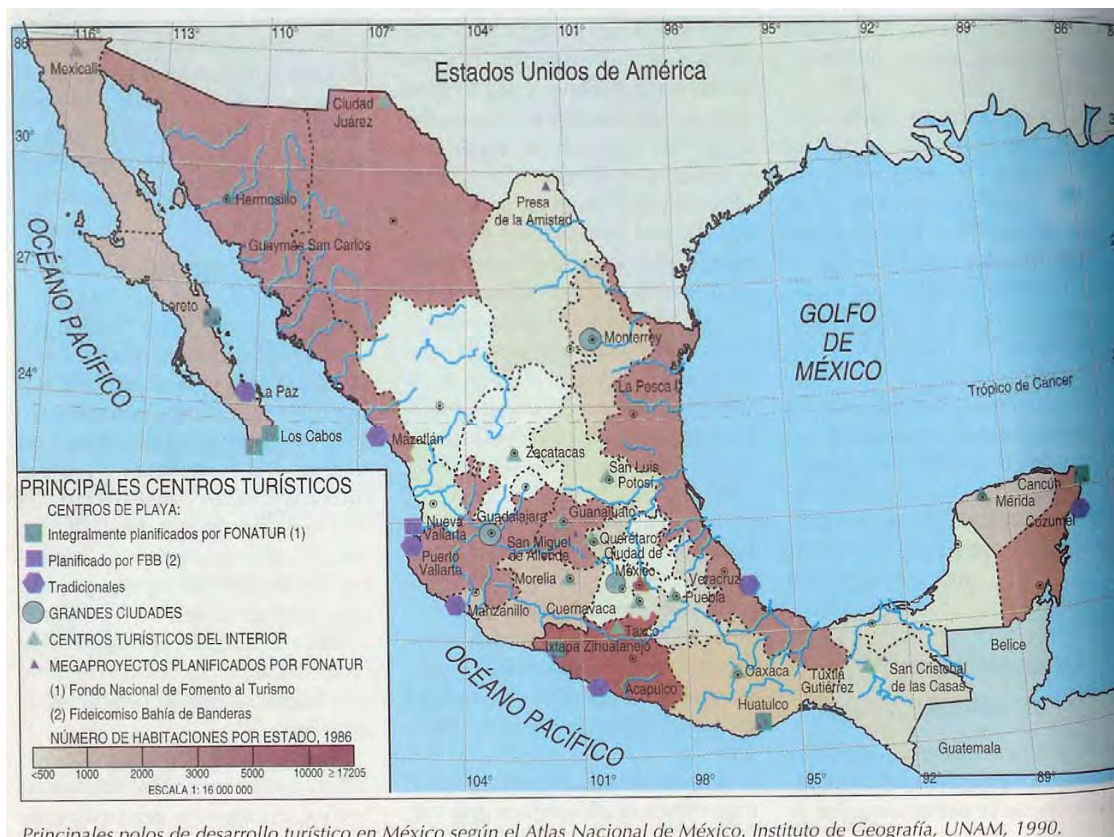 116°
113°
110°
107°
104°
101°
98°
95°
92°
89°
86°
Mexicali
Estados Unidos de América
Ciudad
Juárez
30°
Hermosillo
Presa
de la Amistad
Guaymas San Carlos
27°
OCÉANO PACÍFICO
Loreto
Monterrey
GOLFO
DE
MÉXICO
La Pesca
24°
La Paz
Trópico de Cáncer
Los Cabos
Mazatlán
Zacatecas
San Luis
Potosí
Cancún
Mérida
Cozumel
Nueva
Vallarta
Guadalajara
Guanajuato
San Miguel
de Allende
Querétaro
Ciudad de
México
Puerto
Vallarta
Morelia
Veracruz
Puebla
Manzanillo
Cuernavaca
Taxco
Ixtapa Zihuatanejo
Belice
Acapulco
Oaxaca
Tuxtla
Gutiérrez
San Cristobal
de las Casas
Huatulco
OCÉANO PACÍFICO
Guatemala
PRINCIPALES CENTROS TURÍSTICOS
CENTROS DE PLAYA:
Integralmente planificados por FONATUR (1)
Planificado por FBB (2)
Tradicionales
GRANDES CIUDADES
CENTROS TURÍSTICOS DEL INTERIOR
MEGAPROYECTOS PLANIFICADOS POR FONATUR
(1) Fondo Nacional de Fomento al Turismo
(2) Fideicomiso Bahía de Banderas
NÚMERO DE HABITACIONES POR ESTADO, 1986
<500 1000 2000 3000 5000 10000 ≥ 17205
ESCALA 1: 16 000 000
104°
101°
98°
95°
92°
89°
Principales polos de desarrollo turístico en México según el Atlas Nacional de México. Instituto de Geografía, UNAM, 1990.